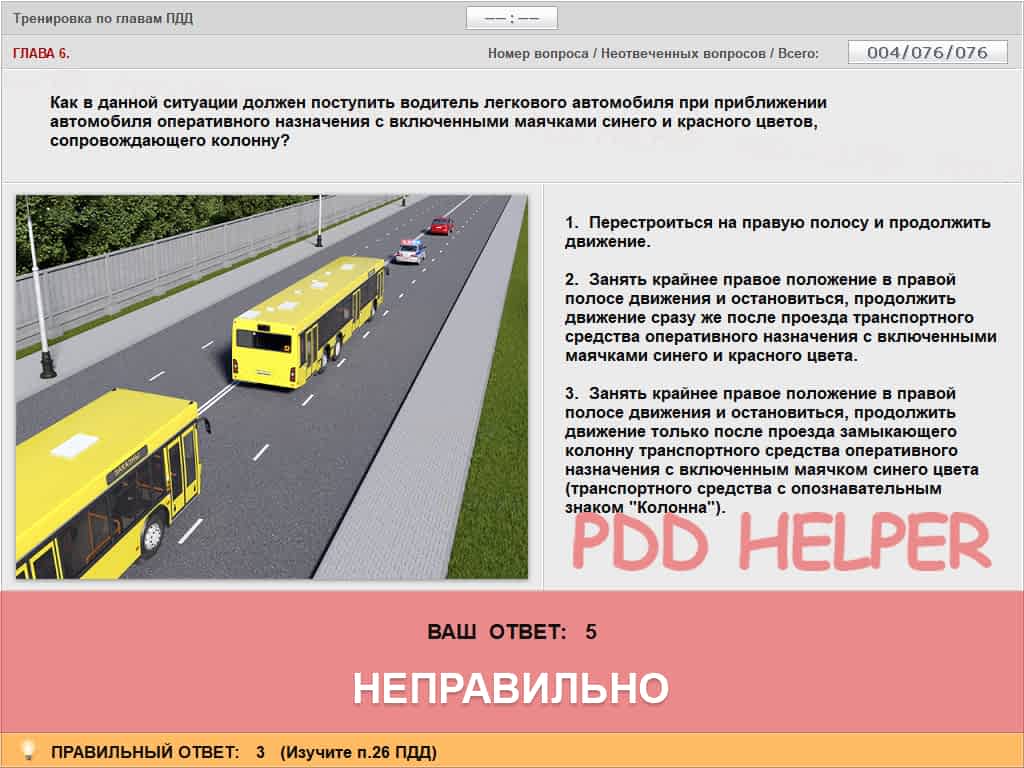 Тренировка по главам ПДД
—— : ——
ГЛАВА 6.
Номер вопроса / Неотвеченных вопросов / Всего:
004/076/076
Как в данной ситуации должен поступить водитель легкового автомобиля при приближении
автомобиля оперативного назначения с включенными маячками синего и красного цветов,
сопровождающего колонну?
1. Перестроиться на правую полосу и продолжить
движение.
2. Занять крайнее правое положение в правой
полосе движения и остановиться, продолжить
движение сразу же после проезда транспортного
средства оперативного назначения с включенными
маячками синего и красного цвета.
3. Занять крайнее правое положение в правой
полосе движения и остановиться, продолжить
движение только после проезда замыкающего
колонну транспортного средства оперативного
назначения с включенным маячком синего цвета
(транспортного средства с опознавательным
знаком "Колонна").
PDD HELPER
ВАШ ОТВЕТ: 5
НЕПРАВИЛЬНО
ПРАВИЛЬНЫЙ ОТВЕТ: 3 (Изучите п.26 ПДД)